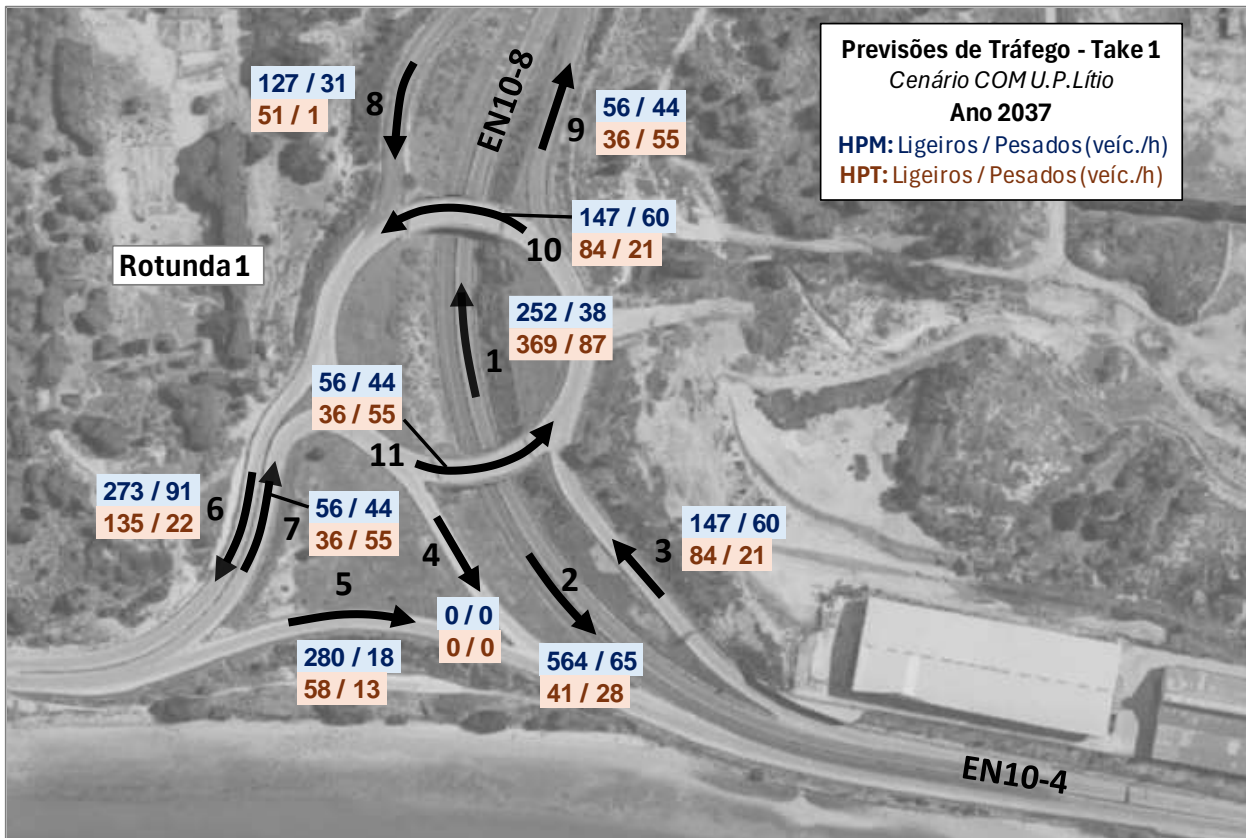 Previsões de Tráfego - Take 1
Cenário COM U.P.Lítio
Ano 2037
HPM: Ligeiros / Pesados (veíc./h)
HPT: Ligeiros / Pesados (veíc./h)
127 / 31
51 / 1
8
EN10-8
9
56 / 44
36 / 55
147 / 60
84 / 21
10
Rotunda 1
252 / 38
369 / 87
1
56 / 44
36 / 55
11
273 / 91
135 / 22
6
7
56 / 44
36 / 55
4
2
3
147 / 60
84 / 21
5
0 / 0
0 / 0
280 / 18
58 / 13
564 / 65
41 / 28
EN10-4